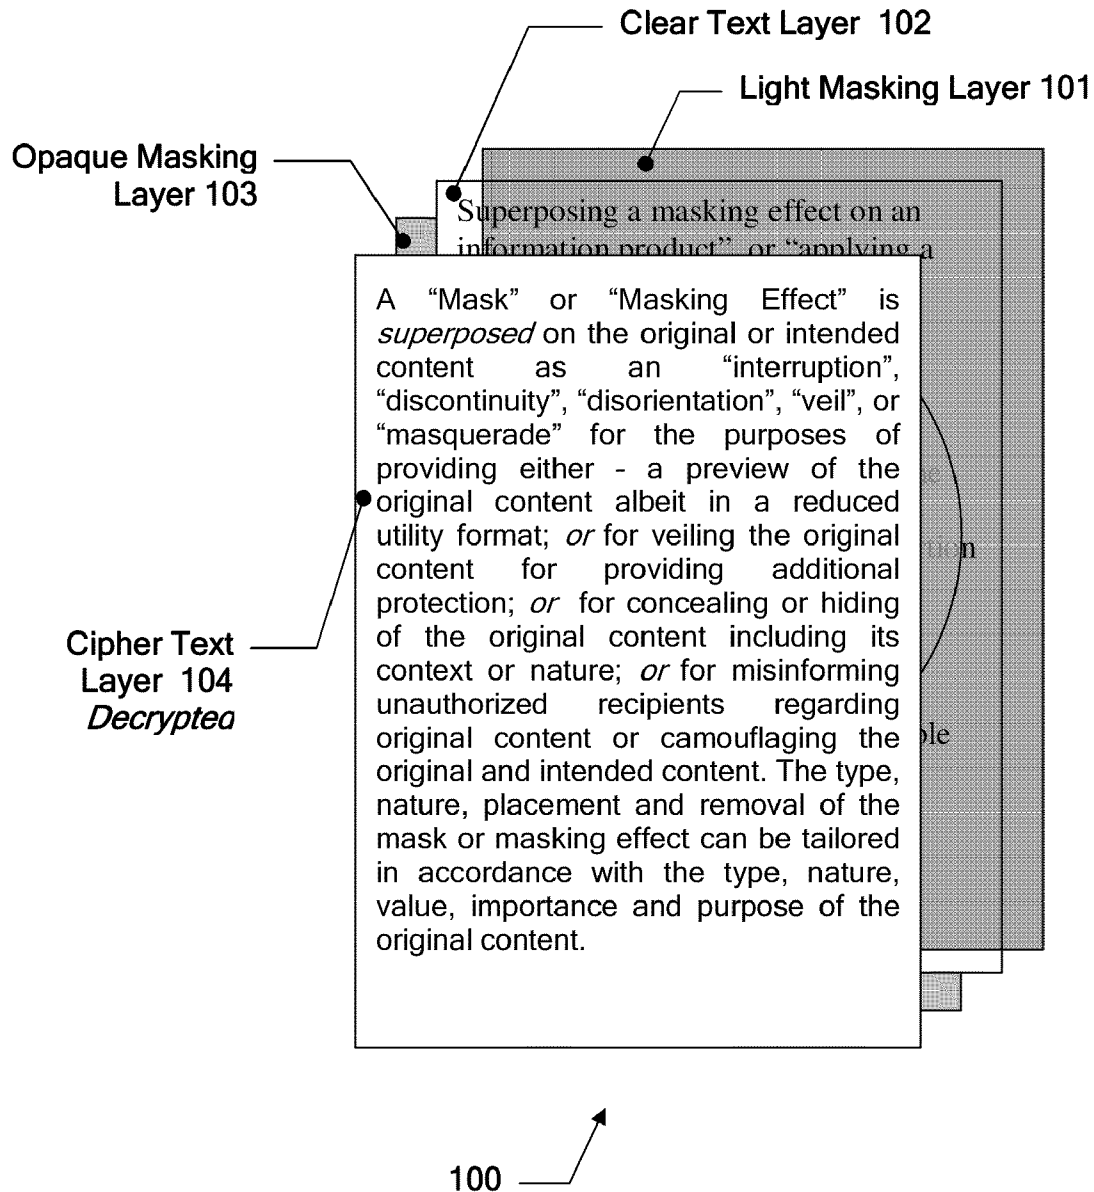 Clear Text Layer 102
Light Masking Layer 101
Opaque Masking
Layer 103
Superposing a masking effect on an
information product”, or “applying a
A “Mask” or “Masking Effect” is
superposed on the original or intended
content as an “interruption”,
“discontinuity”, “disorientation”, “veil”, or
“masquerade” for the purposes of
providing either - a preview of the
original content albeit in a reduced
utility format; or for veiling the original
content for providing additional
protection; or for concealing or hiding
of the original content including its
context or nature; or for misinforming
unauthorized recipients regarding
original content or camouflaging the
original and intended content. The type,
nature, placement and removal of the
mask or masking effect can be tailored
in accordance with the type, nature,
value, importance and purpose of the
original content.
Cipher Text
Layer 104
Decrypted
100